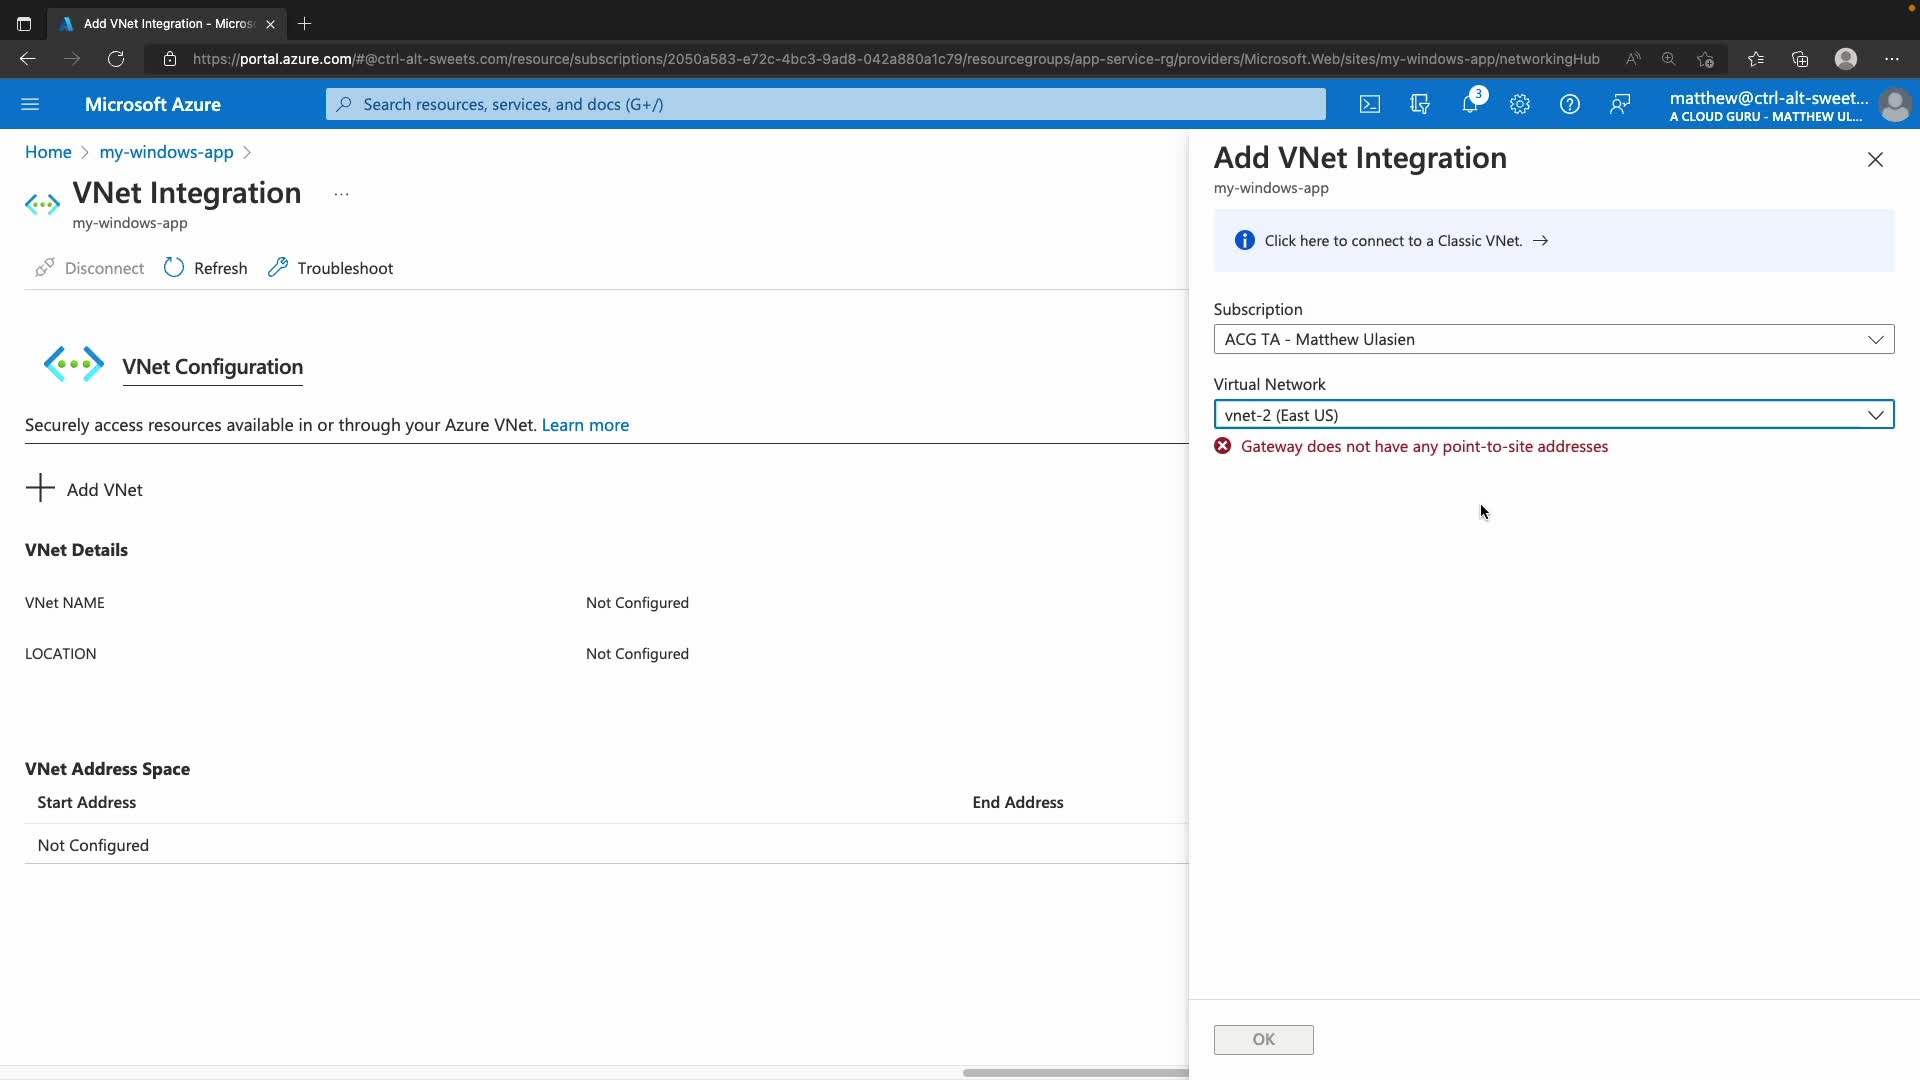 Add VNet Integration - Micros
https://portal.azure.com/#@ctrl-alt-sweets.com/resource/subscriptions/2050a583-e72c-4bc3-9ad8-042a880a1c79/resourcegroups/app-service-rg/providers/Microsoft.Web/sites/my-windows-app/networkingHub
Microsoft Azure
Search resources, services, and docs (G+/)
3
matthew@ctrl-alt-sweet...
A CLOUD GURU - MATTHEW UL...
Home > my-windows-app >
VNet Integration ...
my-windows-app
Disconnect Refresh Troubleshoot
VNet Configuration
Securely access resources available in or through your Azure VNet. Learn more
Add VNet
VNet Details
VNet NAME Not Configured
LOCATION Not Configured
VNet Address Space
Start Address End Address
Not Configured
Add VNet Integration
my-windows-app
Click here to connect to a Classic VNet. →
Subscription
ACG TA - Matthew Ulasien
Virtual Network
vnet-2 (East US)
Gateway does not have any point-to-site addresses
OK